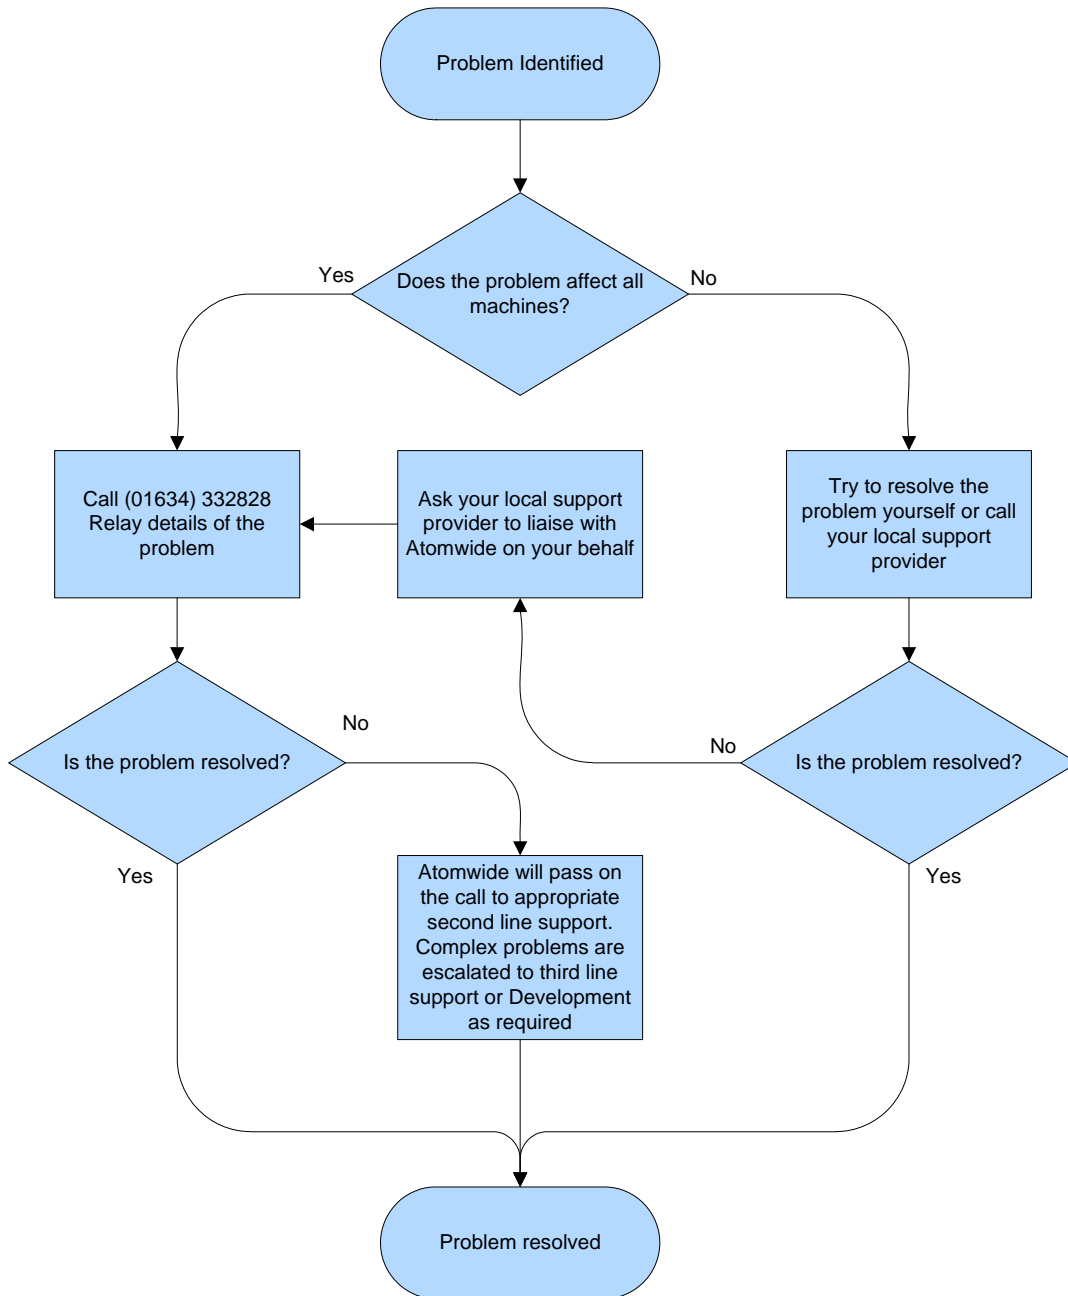 Problem Identified
Yes
Does the problem affect all
machines?
No
Call (01634) 332828
Relay details of the
problem
Ask your local support
provider to liaise with
Atomwide on your behalf
Try to resolve the
problem yourself or call
your local support
provider
Is the problem resolved?
No
No
Is the problem resolved?
Yes
Atomwide will pass on
the call to appropriate
second line support.
Complex problems are
escalated to third line
support or Development
as required
Yes
Problem resolved